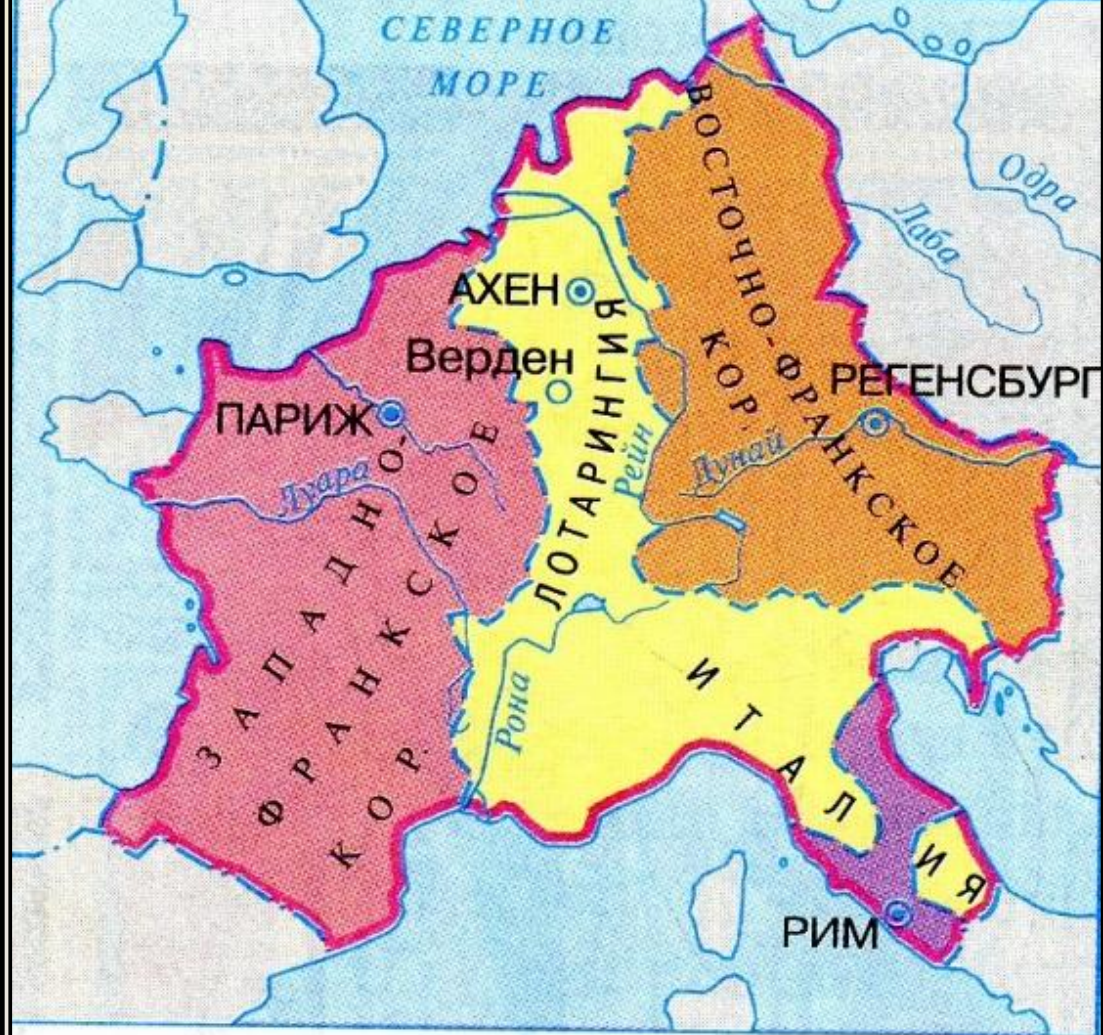 СЕВЕРНОЕ
МОРЕ
Одра
Лаба
ВОСТОЧНО-ФРАНКСКОЕ
КОР.
АХЕН
Верден
ЛОТАРИНГИЯ
РЕГЕНСБУРГ
ПАРИЖ
Рейн
Дунай
Луара
ЗАПАДНО-
ФРАНКСКОЕ
КОР.
Рона
ИТАЛИЯ
РИМ